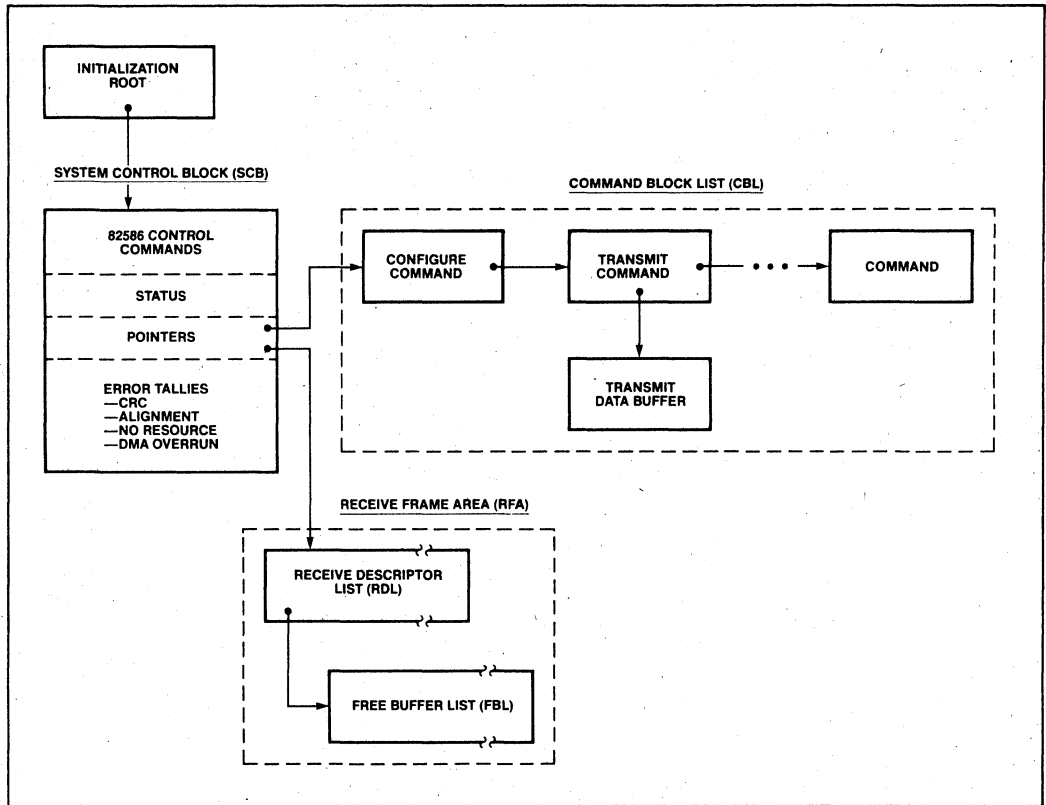 INITIALIZATION
ROOT
SYSTEM CONTROL BLOCK (SCB)
82586 CONTROL
COMMANDS
STATUS
POINTERS
ERROR TALLIES
—CRC
—ALIGNMENT
—NO RESOURCE
—DMA OVERRUN
COMMAND BLOCK LIST (CBL)
CONFIGURE
COMMAND
TRANSMIT
COMMAND
COMMAND
TRANSMIT
DATA BUFFER
RECEIVE FRAME AREA (RFA)
RECEIVE DESCRIPTOR
LIST (RDL)
FREE BUFFER LIST (FBL)